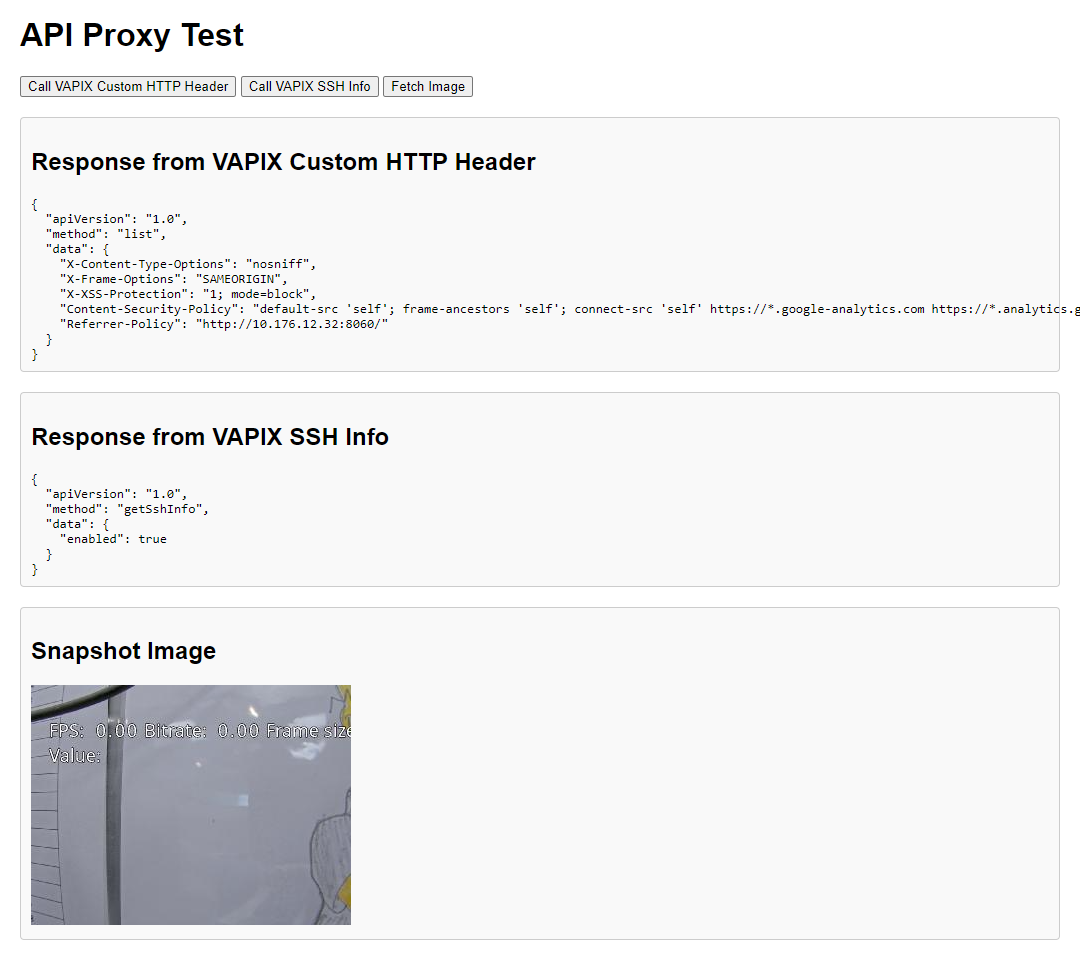 API Proxy Test
Call VAPIX Custom HTTP Header Call VAPIX SSH Info Fetch Image
Response from VAPIX Custom HTTP Header
{
"apiVersion": "1.0",
"method": "list",
"data": {
"X-Content-Type-Options": "nosniff",
"X-Frame-Options": "SAMEORIGIN",
"X-XSS-Protection": "1; mode=block",
"Content-Security-Policy": "default-src 'self'; frame-ancestors 'self'; connect-src 'self' https://*.google-analytics.com https://*.analytics.g
"Referrer-Policy": "http://10.176.12.32:8060/"
}
}
Response from VAPIX SSH Info
{
"apiVersion": "1.0",
"method": "getSshInfo",
"data": {
"enabled": true
}
}
Snapshot Image
FPS: 0.00 Bitrate: 0.00 Frame size
Value: